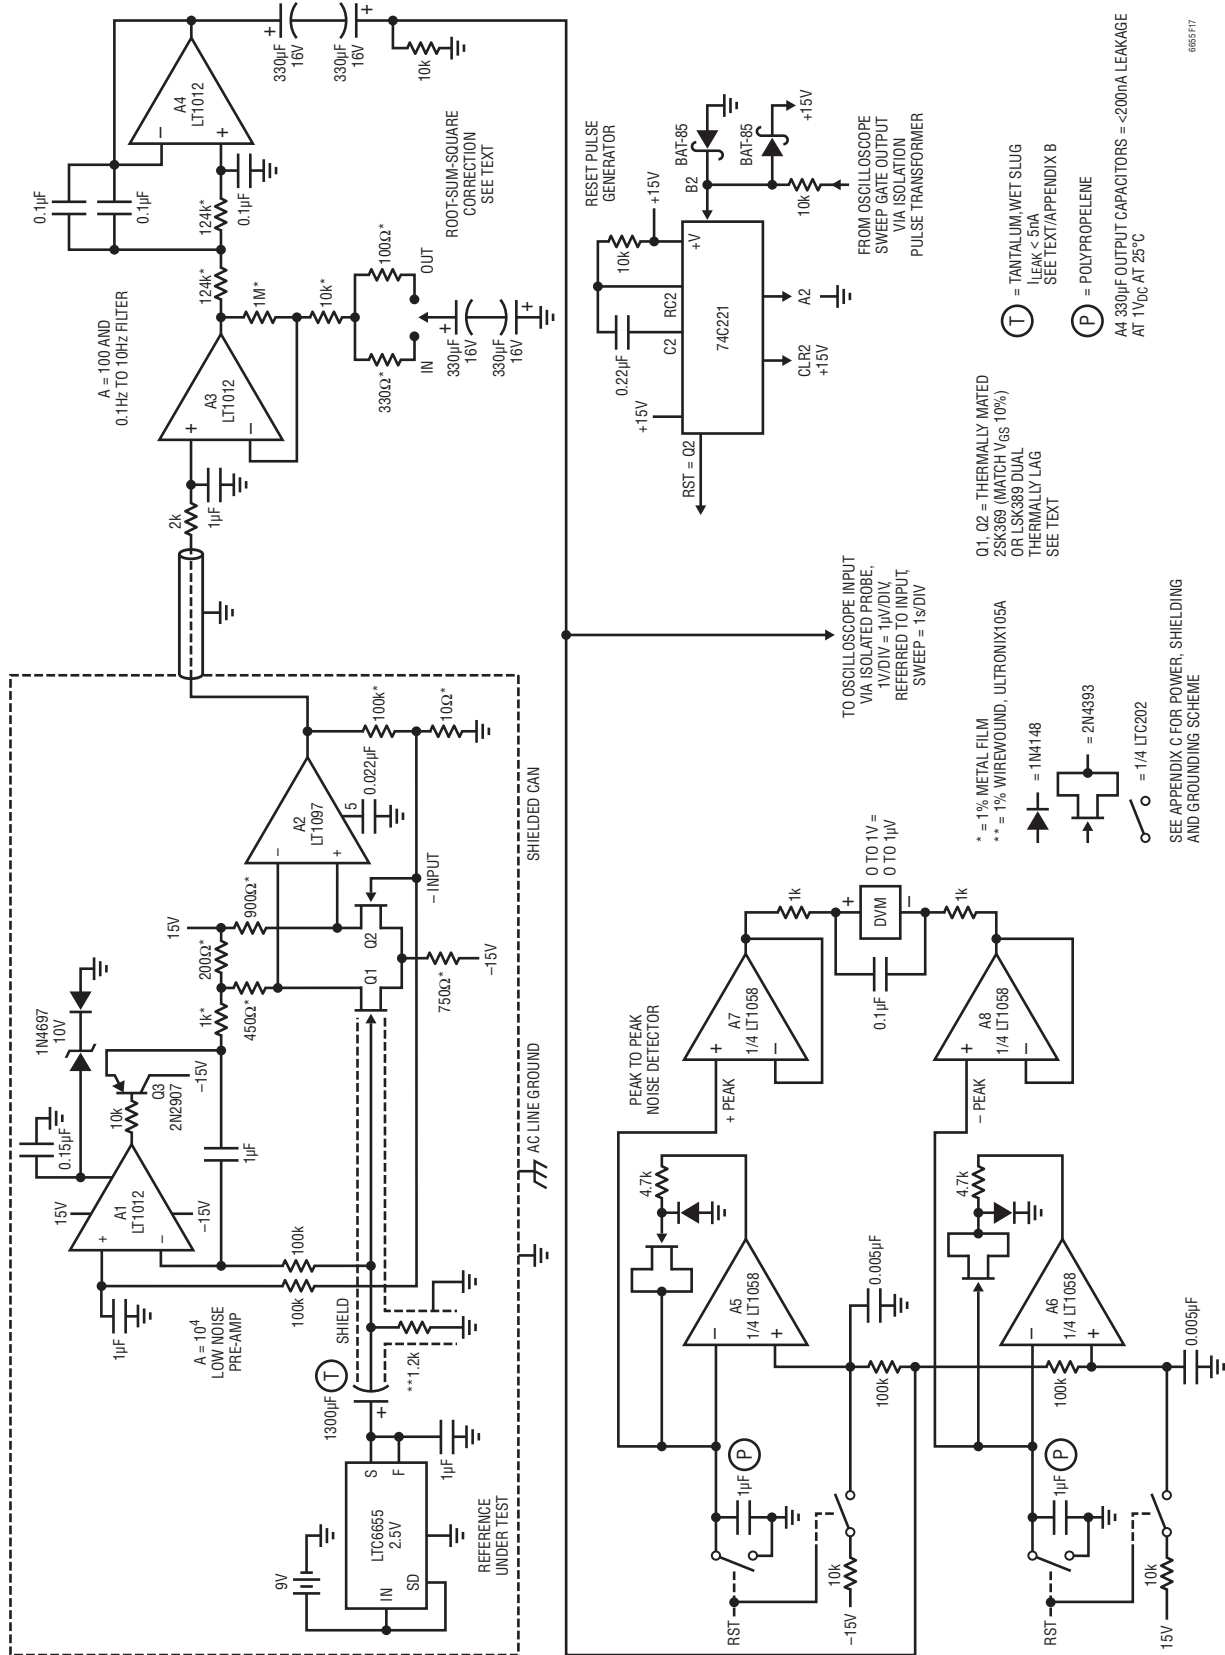 1N4697
10V
0.15µF
15V
A1
LT1012
+
–
–15V
10k
Q3
2N2907
–15V
1µF
1k*
200Ω*
15V
900Ω*
450Ω*
–
+
A2
LT1097
5
0.022µF
100k*
10Ω*
– INPUT
Q1
Q2
750Ω*
–15V
1µF
A = 10⁴
LOW NOISE
PRE-AMP
100k
100k
SHIELD
**1.2k
1300µF
T
+
9V
IN
SD
LTC6655
2.5V
S
F
1µF
REFERENCE
UNDER TEST
AC LINE GROUND
SHIELDED CAN
2k
1µF
A = 100 AND
0.1Hz TO 10Hz FILTER
+
–
A3
LT1012
124k*
1M*
10k*
330Ω*
100Ω*
IN
OUT
+
330µF
16V
330µF
16V
+
ROOT-SUM-SQUARE
CORRECTION
SEE TEXT
0.1µF
0.1µF
124k*
0.1µF
–
+
A4
LT1012
+
330µF
16V
+
330µF
16V
10k
TO OSCILLOSCOPE INPUT
VIA ISOLATED PROBE,
1V/DIV = 1µV/DIV,
REFERRED TO INPUT,
SWEEP = 1s/DIV
RESET PULSE
GENERATOR
+15V
0.22µF
10k
+15V
C2
RC2
+V
74C221
RST = Q2
CLR2
+15V
A2
B2
BAT-85
BAT-85
+15V
10k
FROM OSCILLOSCOPE
SWEEP GATE OUTPUT
VIA ISOLATION
PULSE TRANSFORMER
PEAK TO PEAK
NOISE DETECTOR
+ PEAK
+
–
A7
1/4 LT1058
1k
+
DVM
–
O TO 1V =
O TO 1µV
0.1µF
1k
– PEAK
+
–
A8
1/4 LT1058
4.7k
–
+
A5
1/4 LT1058
0.005µF
100k
P
1µF
RST
10k
–15V
4.7k
–
+
A6
1/4 LT1058
0.005µF
100k
P
1µF
RST
10k
15V
* = 1% METAL FILM
** = 1% WIREWOUND, ULTRONIX105A
= 1N4148
= 2N4393
= 1/4 LTC202
SEE APPENDIX C FOR POWER, SHIELDING
AND GROUNDING SCHEME
Q1, Q2 = THERMALLY MATED
2SK369 (MATCH VGS 10%)
OR LSK389 DUAL
THERMALLY LAG
SEE TEXT
T = TANTALUM,WET SLUG
ILEAK < 5nA
SEE TEXT/APPENDIX B
P = POLYPROPELENE
A4 330µF OUTPUT CAPACITORS = <200nA LEAKAGE
AT 1VDC AT 25°C
6655 F17